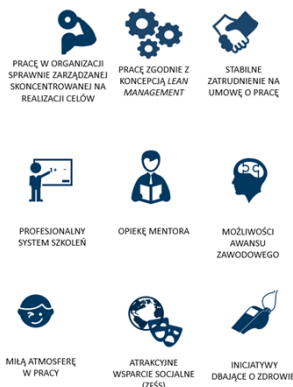 PRACĘ W ORGANIZACJI
SPRAWNIE ZARZĄDZANEJ
SKONCENTROWANEJ NA
REALIZACJI CELÓW
PRACĘ ZGODNIE Z
KONCEPCJĄ LEAN
MANAGEMENT
STABILNE
ZATRUDNIENIE NA
UMOWĘ O PRACĘ
PROFESJONALNY
SYSTEM SZKOLEŃ
OPIEKĘ MENTORA
MOŻLIWOŚCI
AWANSU
ZAWODOWEGO
MIŁĄ ATMOSFERĘ
W PRACY
ATRAKCYJNE
WSPARCIE SOCJALNE
(ZFŚS)
INICJATYWY
DBAJĄCE O ZDROWIE